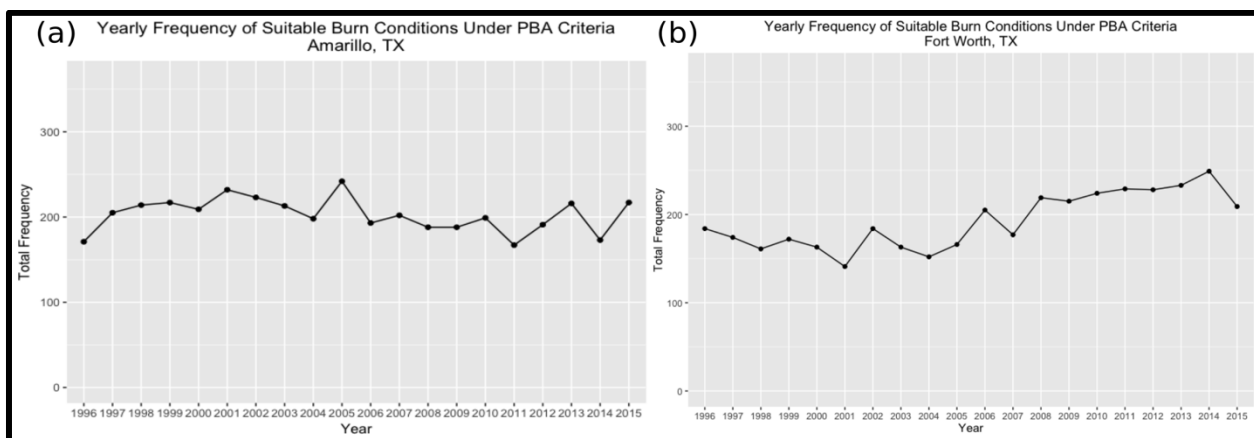 (a)
Yearly Frequency of Suitable Burn Conditions Under PBA Criteria
Amarillo, TX
Total Frequency
300
200
100
0
1996 1997 1998 1999 2000 2001 2002 2003 2004 2005 2006 2007 2008 2009 2010 2011 2012 2013 2014 2015
Year
(b)
Yearly Frequency of Suitable Burn Conditions Under PBA Criteria
Fort Worth, TX
Total Frequency
300
200
100
0
1996 1997 1998 1999 2000 2001 2002 2003 2004 2005 2006 2007 2008 2009 2010 2011 2012 2013 2014 2015
Year